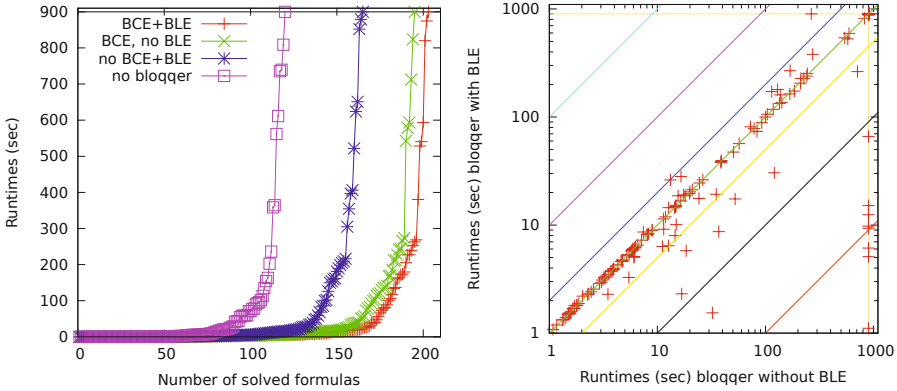 900
800
700
600
500
400
300
200
100
0
Runtimes (sec)
BCE+BLE
BCE, no BLE
no BCE+BLE
no bloqqer
0
50
100
150
200
Number of solved formulas
1000
100
10
1
Runtimes (sec) bloqqer with BLE
1
10
100
1000
Runtimes (sec) bloqqer without BLE